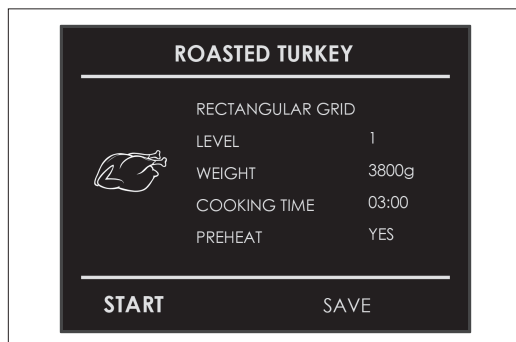 ROASTED TURKEY
RECTANGULAR GRID
LEVEL 1
WEIGHT 3800g
COOKING TIME 03:00
PREHEAT YES
START SAVE